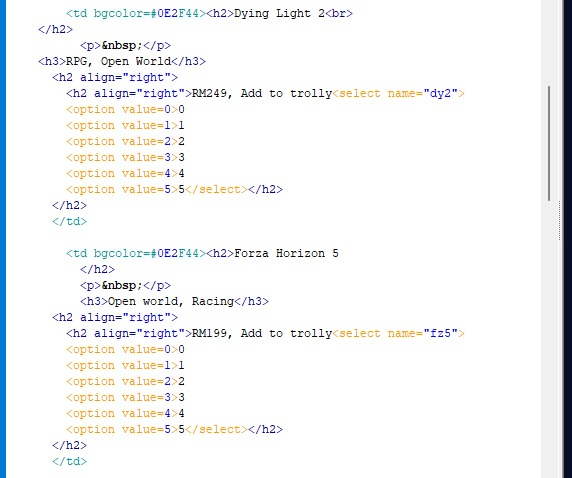 <td bgcolor=#0E2F44><h2>Dying Light 2<br>
</h2>
<p>&nbsp;</p>
<h3>RPG, Open World</h3>
<h2 align="right">
<h2 align="right">RM249, Add to trolly<select name="dy2">
<option value=0>0
<option value=1>1
<option value=2>2
<option value=3>3
<option value=4>4
<option value=5>5</select></h2>
</h2>
</td>
<td bgcolor=#0E2F44><h2>Forza Horizon 5
</h2>
<p>&nbsp;</p>
<h3>Open world, Racing</h3>
<h2 align="right">
<h2 align="right">RM199, Add to trolly<select name="fz5">
<option value=0>0
<option value=1>1
<option value=2>2
<option value=3>3
<option value=4>4
<option value=5>5</select></h2>
</h2>
</td>